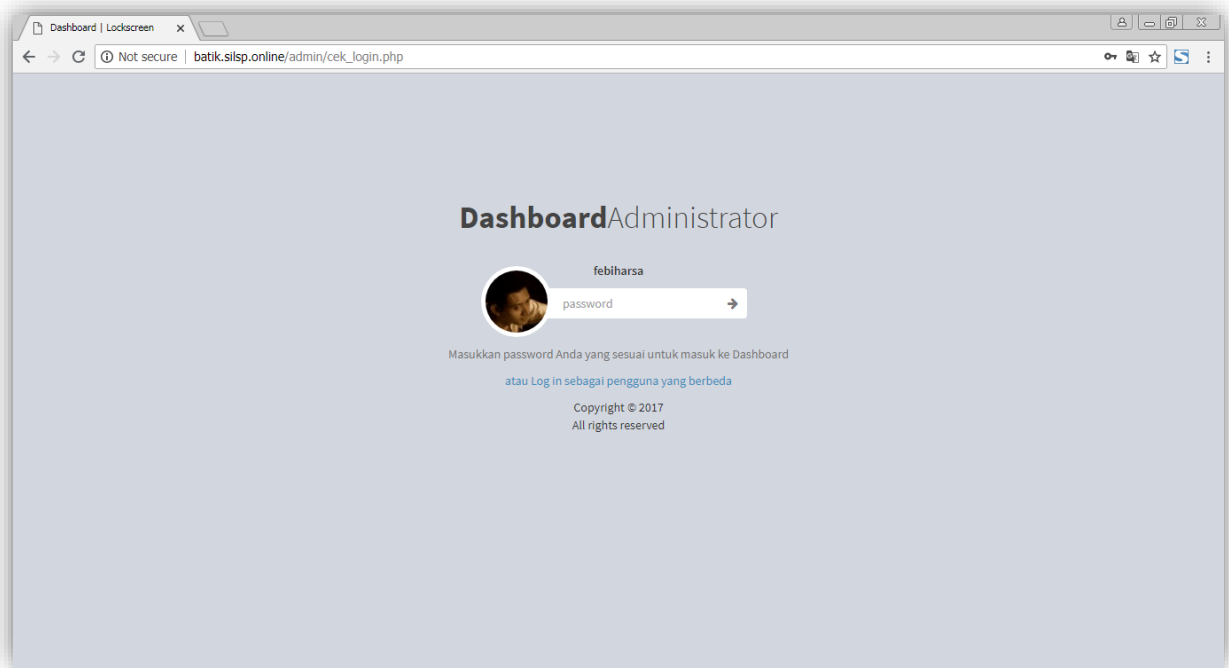 Dashboard | Lockscreen
Not secure | batik.silsp.online/admin/cek_login.php
DashboardAdministrator
febiharsa
password
Masukkan password Anda yang sesuai untuk masuk ke Dashboard
atau Log in sebagai pengguna yang berbeda
Copyright © 2017
All rights reserved